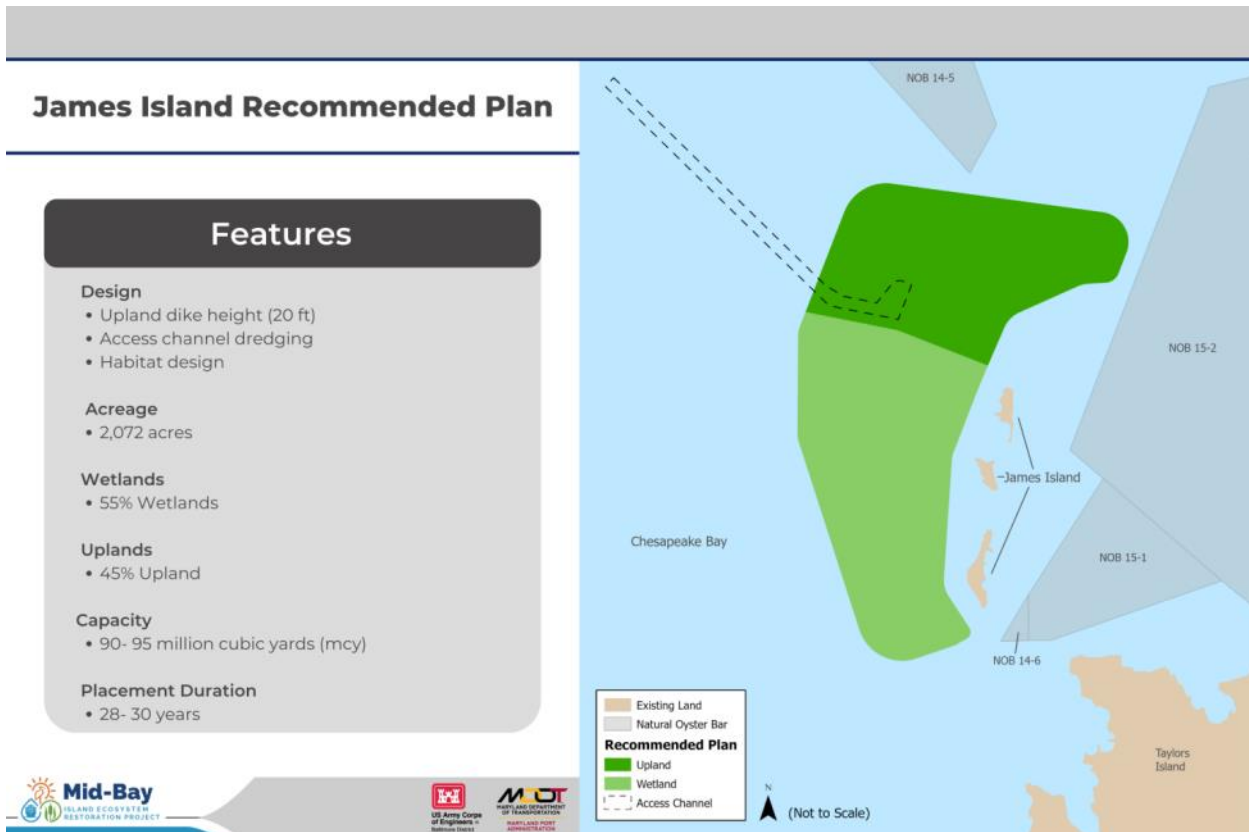 James Island Recommended Plan
Features
Design
• Upland dike height (20 ft)
• Access channel dredging
• Habitat design
Acreage
• 2,072 acres
Wetlands
• 55% Wetlands
Uplands
• 45% Upland
Capacity
• 90- 95 million cubic yards (mcy)
Placement Duration
• 28- 30 years
Mid-Bay
ISLAND ECOSYSTEM
RESTORATION PROJECT
US Army Corps
of Engineers
Baltimore District
MDOT
MARYLAND DEPARTMENT
OF TRANSPORTATION
MARYLAND PORT
ADMINISTRATION
NOB 14-5
NOB 15-2
James Island
Chesapeake Bay
NOB 15-1
NOB 14-6
Taylors
Island
Existing Land
Natural Oyster Bar
Recommended Plan
Upland
Wetland
Access Channel
N
(Not to Scale)